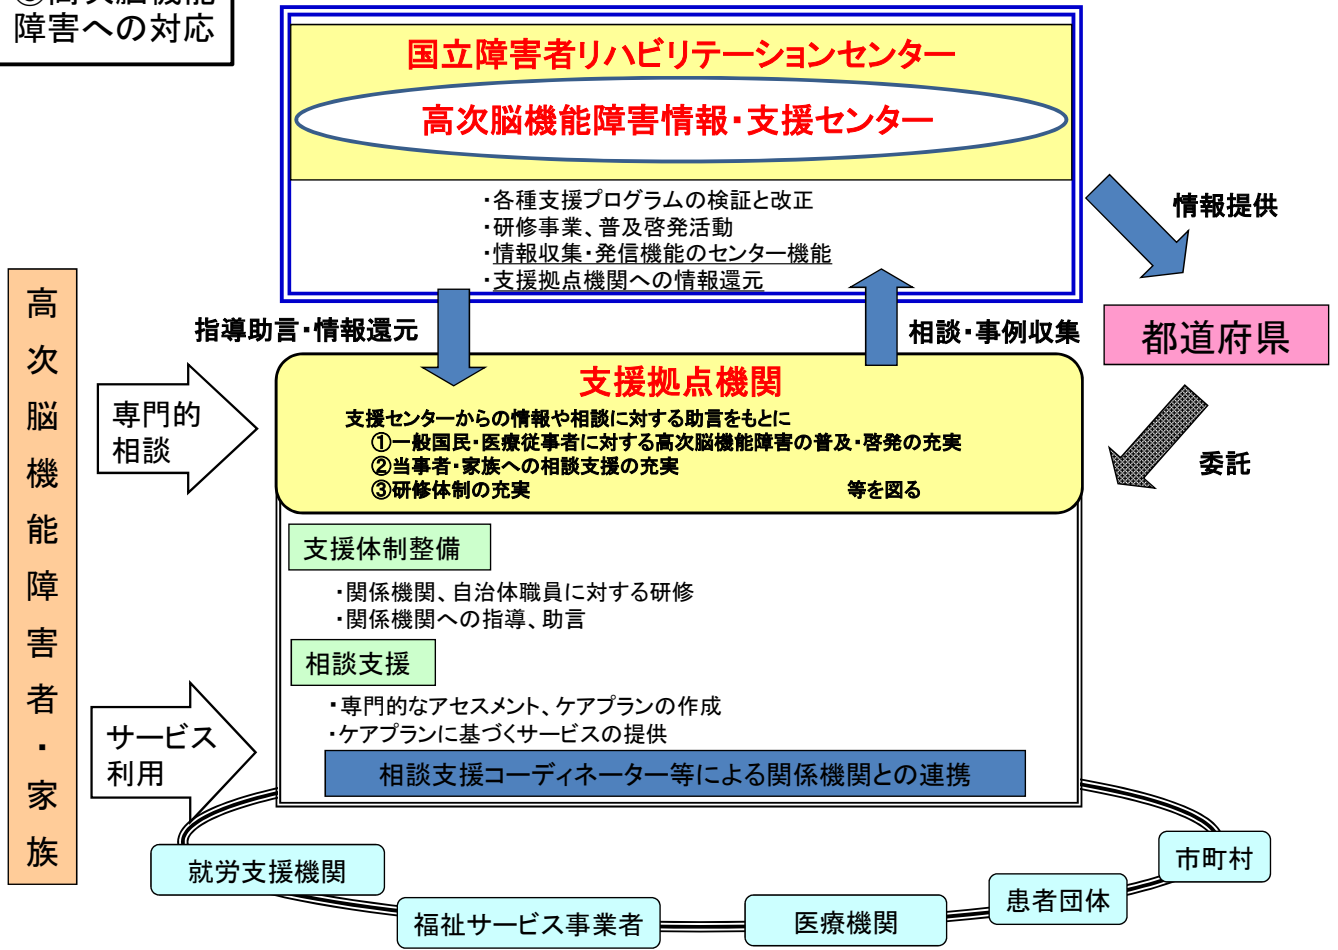 障害への対応
国立障害者リハビリテーションセンター
高次脳機能障害情報・支援センター
・各種支援プログラムの検証と改正
・研修事業、普及啓発活動
・情報収集・発信機能のセンター機能
・支援拠点機関への情報還元
情報提供
指導助言・情報還元
相談・事例収集
都道府県
委託
高次脳機能障害者・家族
専門的
相談
支援拠点機関
支援センターからの情報や相談に対する助言をもとに
①一般国民・医療従事者に対する高次脳機能障害の普及・啓発の充実
②当事者・家族への相談支援の充実
③研修体制の充実 等を図る
支援体制整備
・関係機関、自治体職員に対する研修
・関係機関への指導、助言
相談支援
・専門的なアセスメント、ケアプランの作成
・ケアプランに基づくサービスの提供
サービス
利用
相談支援コーディネーター等による関係機関との連携
就労支援機関
福祉サービス事業者
医療機関
患者団体
市町村